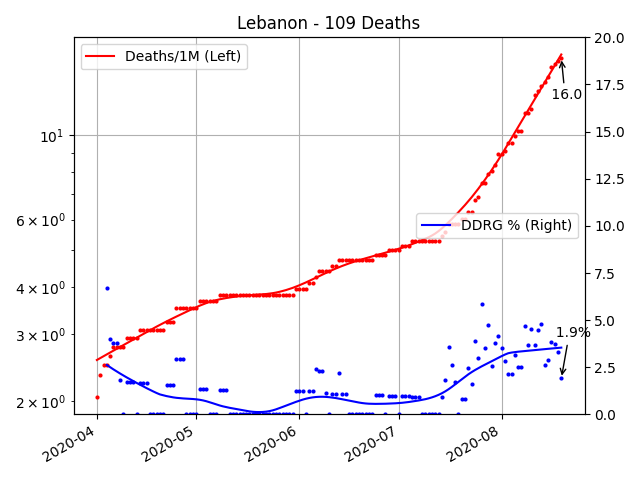 Lebanon - 109 Deaths
Deaths/1M (Left)
DDRG % (Right)
16.0
1.9%
10¹
6 × 10⁰
4 × 10⁰
3 × 10⁰
2 × 10⁰
20.0
17.5
15.0
12.5
10.0
7.5
5.0
2.5
0.0
2020-04
2020-05
2020-06
2020-07
2020-08